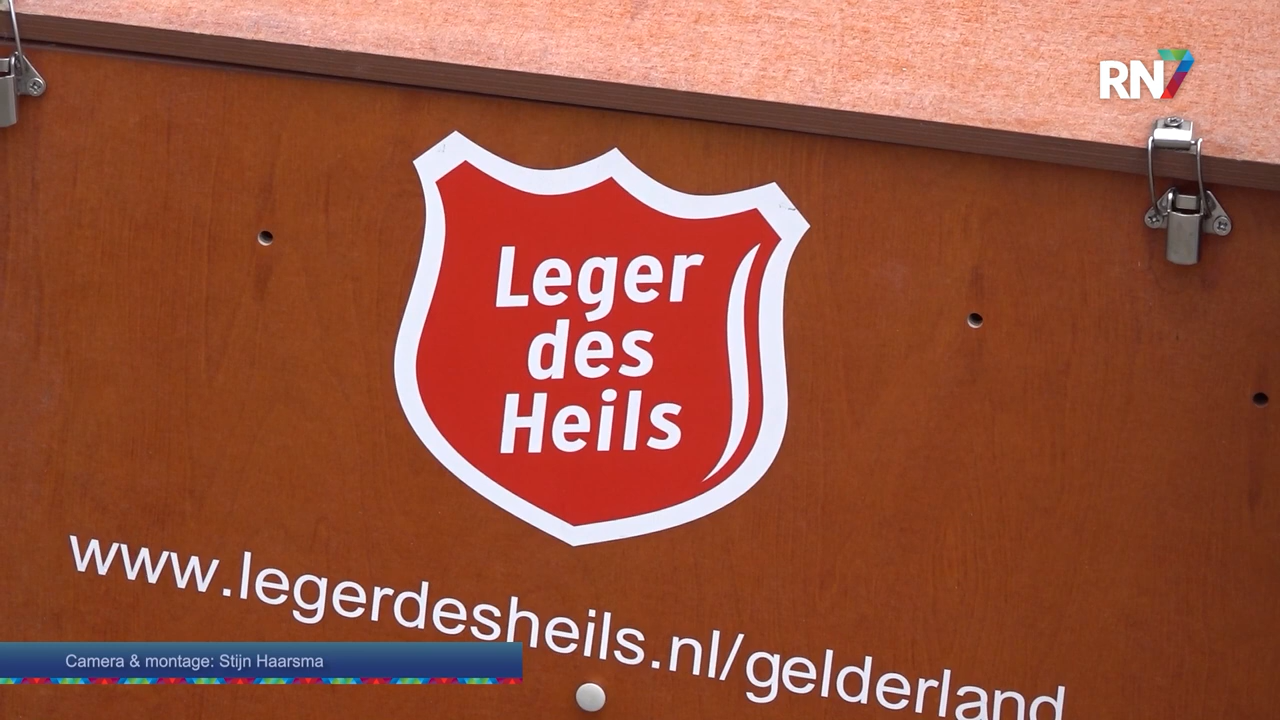 RN7
Leger
des
Heils
www.legerdesheils.nl/gelderland
Camera & montage: Stijn Haarsma